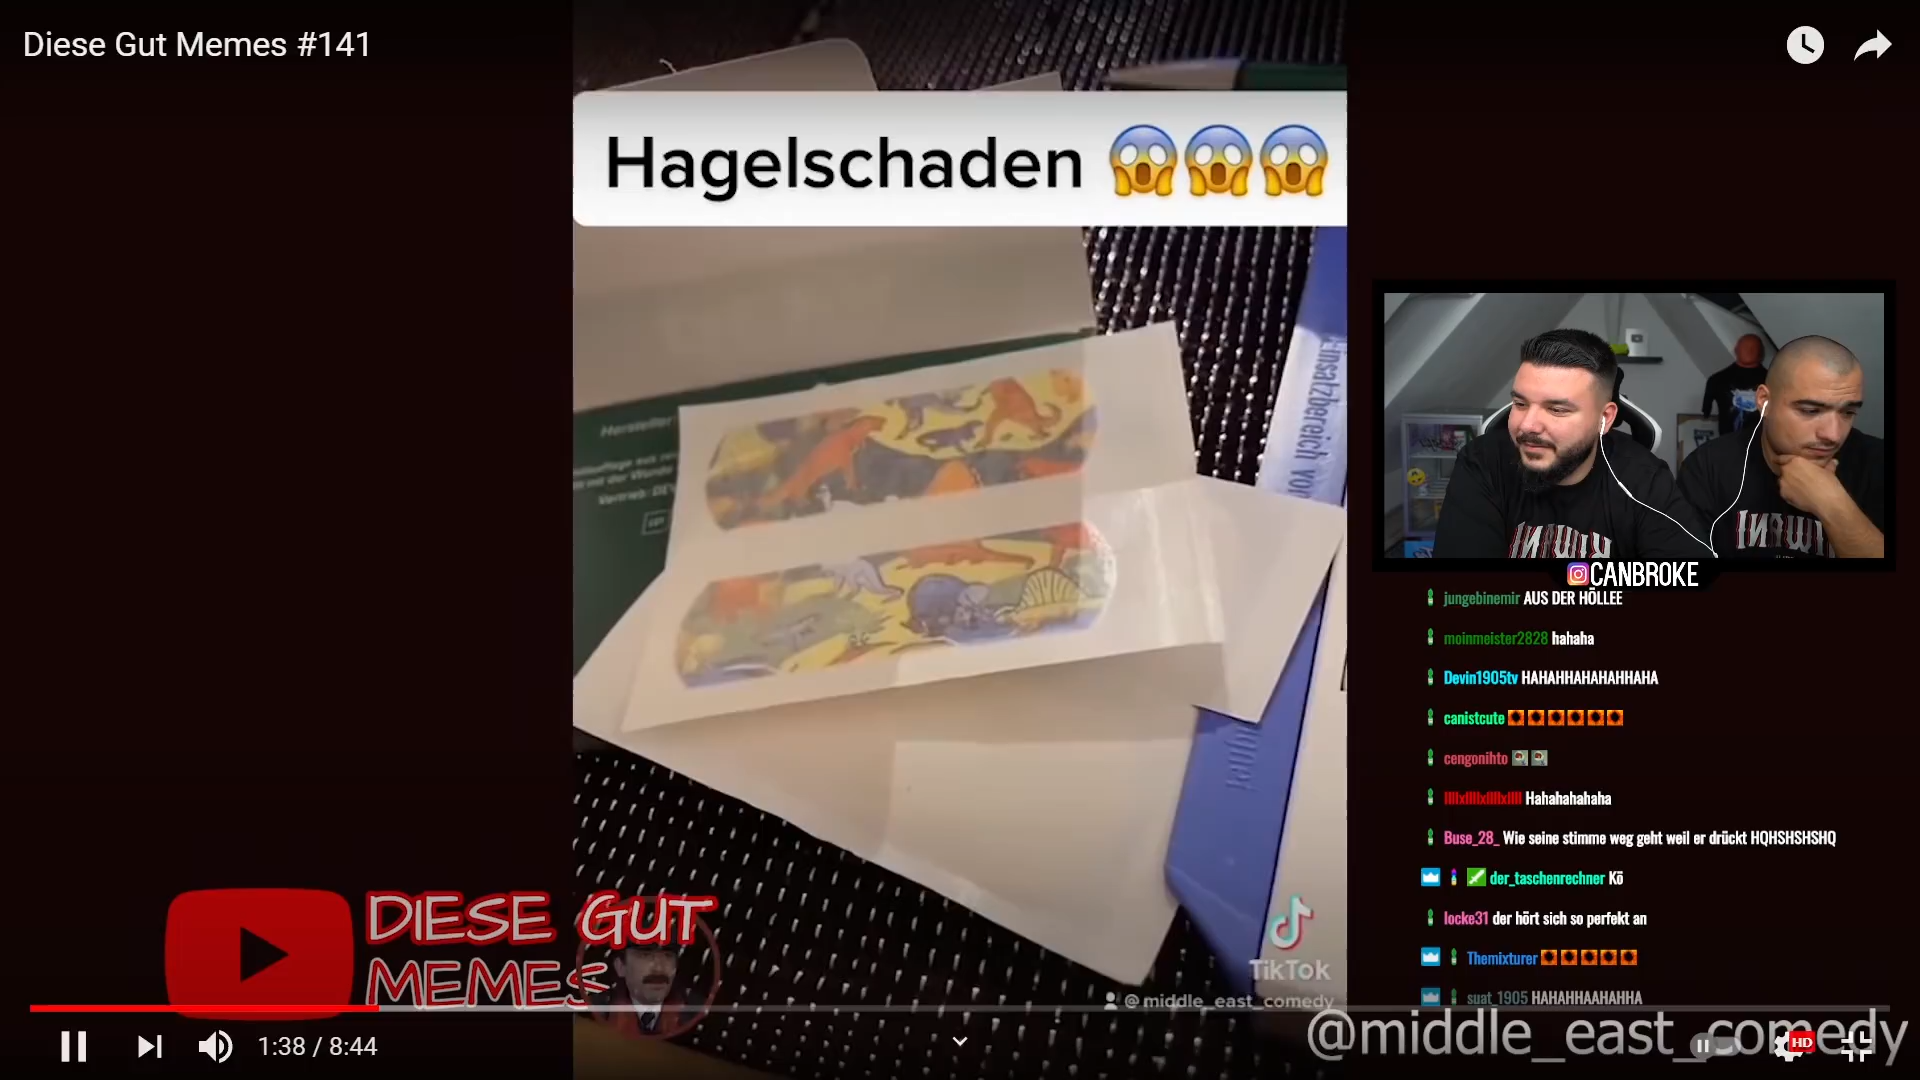 Diese Gut Memes #141
Hagelschaden 😱😱😱
Hersteller
Einsatzbereich von
DIESE GUT
MEMES
TikTok
@middle_east_comedy
@middle_east_comedy
1:38 / 8:44
HD
CANBROKE
jungebinemir AUS DER HÖLLEE
moinmeister2828 hahaha
Devin1905tv HAHAHHAHAHAHHAHA
canistcute
cengonihto
Hahahahahaha
Buse_28_ Wie seine stimme weg geht weil er drückt HQHSHSHSHQ
der_taschenrechner Kö
locke31 der hört sich so perfekt an
Themixturer
suat_1905 HAHAHHAAHAHHA